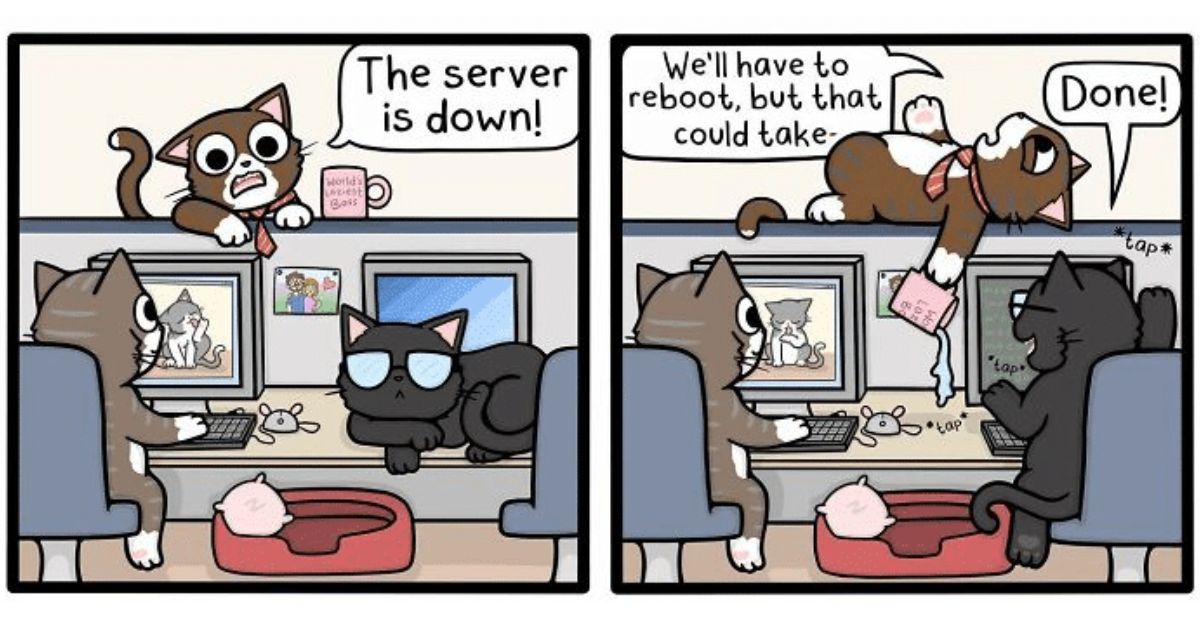 The server
is down!
World's
Laziest
Boss
We'll have to
reboot, but that
could take-
Done!
*tap*
*tap*
*tap*